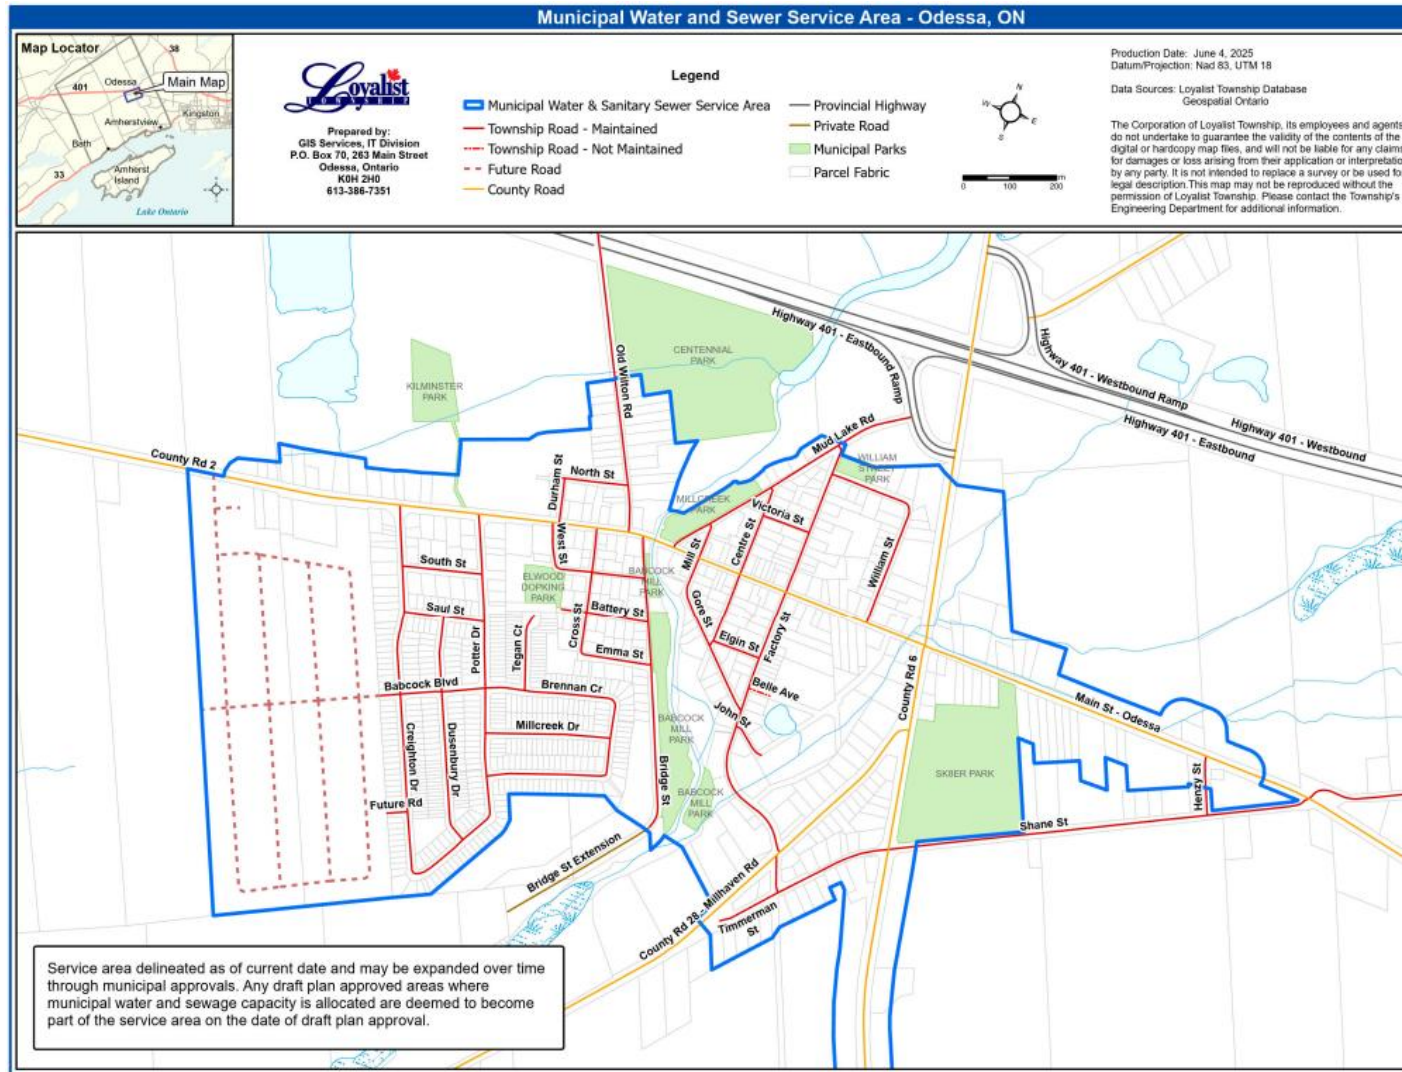 Municipal Water and Sewer Service Area - Odessa, ON
Map Locator
38
401
Odessa
Main Map
Amherstview
Kingston
Bath
Amherst
Island
33
Lake Ontario
Loyalist
TOWNSHIP
Prepared by:
GIS Services, IT Division
P.O. Box 70, 263 Main Street
Odessa, Ontario
K0H 2H0
613-386-7351
Legend
Municipal Water & Sanitary Sewer Service Area
Township Road - Maintained
Township Road - Not Maintained
Future Road
County Road
Provincial Highway
Private Road
Municipal Parks
Parcel Fabric
N
W
E
S
0 100 200
m
Production Date: June 4, 2025
Datum/Projection: Nad 83, UTM 18
Data Sources: Loyalist Township Database
Geospatial Ontario
The Corporation of Loyalist Township, its employees and agents
do not undertake to guarantee the validity of the contents of the
digital or hardcopy map files, and will not be liable for any claims
for damages or loss arising from their application or interpretatio
by any party. It is not intended to replace a survey or be used fo
legal description. This map may not be reproduced without the
permission of Loyalist Township. Please contact the Township's
Engineering Department for additional information.
Highway 401 - Eastbound Ramp
Highway 401 - Westbound Ramp
Highway 401 - Westbound
Highway 401 - Eastbound
CENTENNIAL
PARK
Old Wilton Rd
KILMINSTER
PARK
Mud Lake Rd
County Rd 2
WILLIAM
STREET
PARK
North St
Durham St
MILLCREEK
PARK
Victoria St
Centre St
West St
Mill St
William St
South St
ELWOOD
DOPKING
PARK
BABCOCK
MILL
PARK
Saul St
Battery St
Gore St
Cross St
Factory St
Potter Dr
Tegan Ct
Emma St
Elgin St
County Rd 6
Babcock Blvd
Brennan Cr
Belle Ave
Main St - Odessa
John St
Creighton Dr
Dusenbury Dr
Millcreek Dr
BABCOCK
MILL
PARK
Bridge St
SK8ER PARK
Henzy St
Future Rd
BABCOCK
MILL
PARK
Shane St
Bridge St Extension
County Rd 28 - Millhaven Rd
Timmerman
St
Service area delineated as of current date and may be expanded over time
through municipal approvals. Any draft plan approved areas where
municipal water and sewage capacity is allocated are deemed to become
part of the service area on the date of draft plan approval.